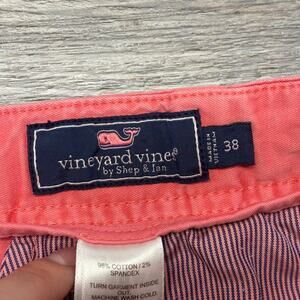 vineyard vines
by Shep & Ian
MADE IN
VIETNAM
38
98% COTTON / 2%
SPANDEX
TURN GARMENT INSIDE
OUT.
MACHINE WASH COLD.